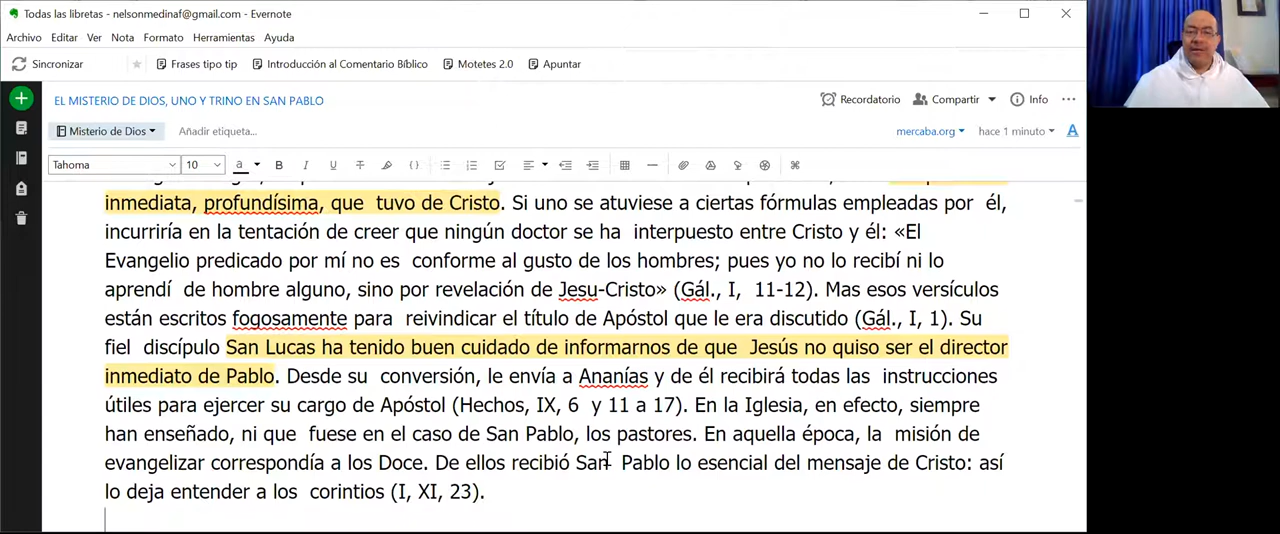 Todas las libretas - nelsonmedinaf@gmail.com - Evernote
Archivo Editar Ver Nota Formato Herramientas Ayuda
Sincronizar Frases tipo tip Introducción al Comentario Bíblico Motetes 2.0 Apuntar
EL MISTERIO DE DIOS, UNO Y TRINO EN SAN PABLO Recordatorio Compartir Info
Misterio de Dios Añadir etiqueta... mercaba.org hace 1 minuto A
Tahoma 10 a B I U T { }
inmediata, profundísima, que tuvo de Cristo. Si uno se atuviese a ciertas fórmulas empleadas por él,
incurriría en la tentación de creer que ningún doctor se ha interpuesto entre Cristo y él: «El
Evangelio predicado por mí no es conforme al gusto de los hombres; pues yo no lo recibí ni lo
aprendí de hombre alguno, sino por revelación de Jesu-Cristo» (Gál., I, 11-12). Mas esos versículos
están escritos fogosamente para reivindicar el título de Apóstol que le era discutido (Gál., I, 1). Su
fiel discípulo San Lucas ha tenido buen cuidado de informarnos de que Jesús no quiso ser el director
inmediato de Pablo. Desde su conversión, le envía a Ananías y de él recibirá todas las instrucciones
útiles para ejercer su cargo de Apóstol (Hechos, IX, 6 y 11 a 17). En la Iglesia, en efecto, siempre
han enseñado, ni que fuese en el caso de San Pablo, los pastores. En aquella época, la misión de
evangelizar correspondía a los Doce. De ellos recibió San Pablo lo esencial del mensaje de Cristo: así
lo deja entender a los corintios (I, XI, 23).